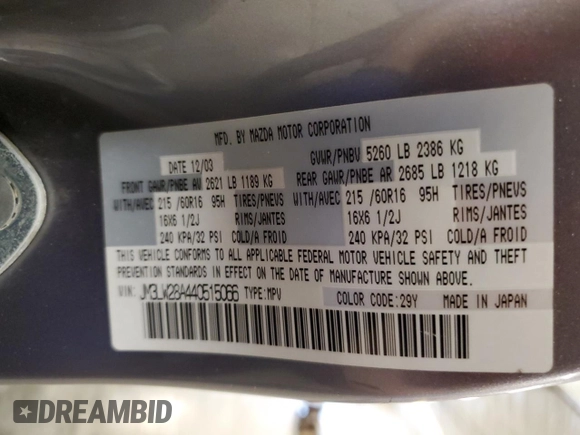 MFD. BY MAZDA MOTOR CORPORATION
DATE 12/03 GVWR/PNBV 5260 LB 2386 KG
FRONT GAWR/PNBE AV 2621 LB 1189 KG REAR GAWR/PNBE AR 2685 LB 1218 KG
WITH/AVEC 215 /60R16 95H TIRES/PNEVS WITH/AVEC 215 /60R16 95H TIRES/PNEVS
16X6 1/2J RIMS/JANTES 16X6 1/2J RIMS/JANTES
240 KPA/32 PSI COLD/A FROID 240 KPA/32 PSI COLD/A FROID
THIS VEHICLE CONFORMS TO ALL APPLICABLE FEDERAL MOTOR VEHICLE SAFETY AND THEFT
PREVENTION STANDARDS IN EFFECT ON THE DATE OF MANUFACTURE SHOWN ABOVE.
VIN: JM3LW28A440515066 TYPE:MPV COLOR CODE:29Y MADE IN JAPAN
DREAMBID